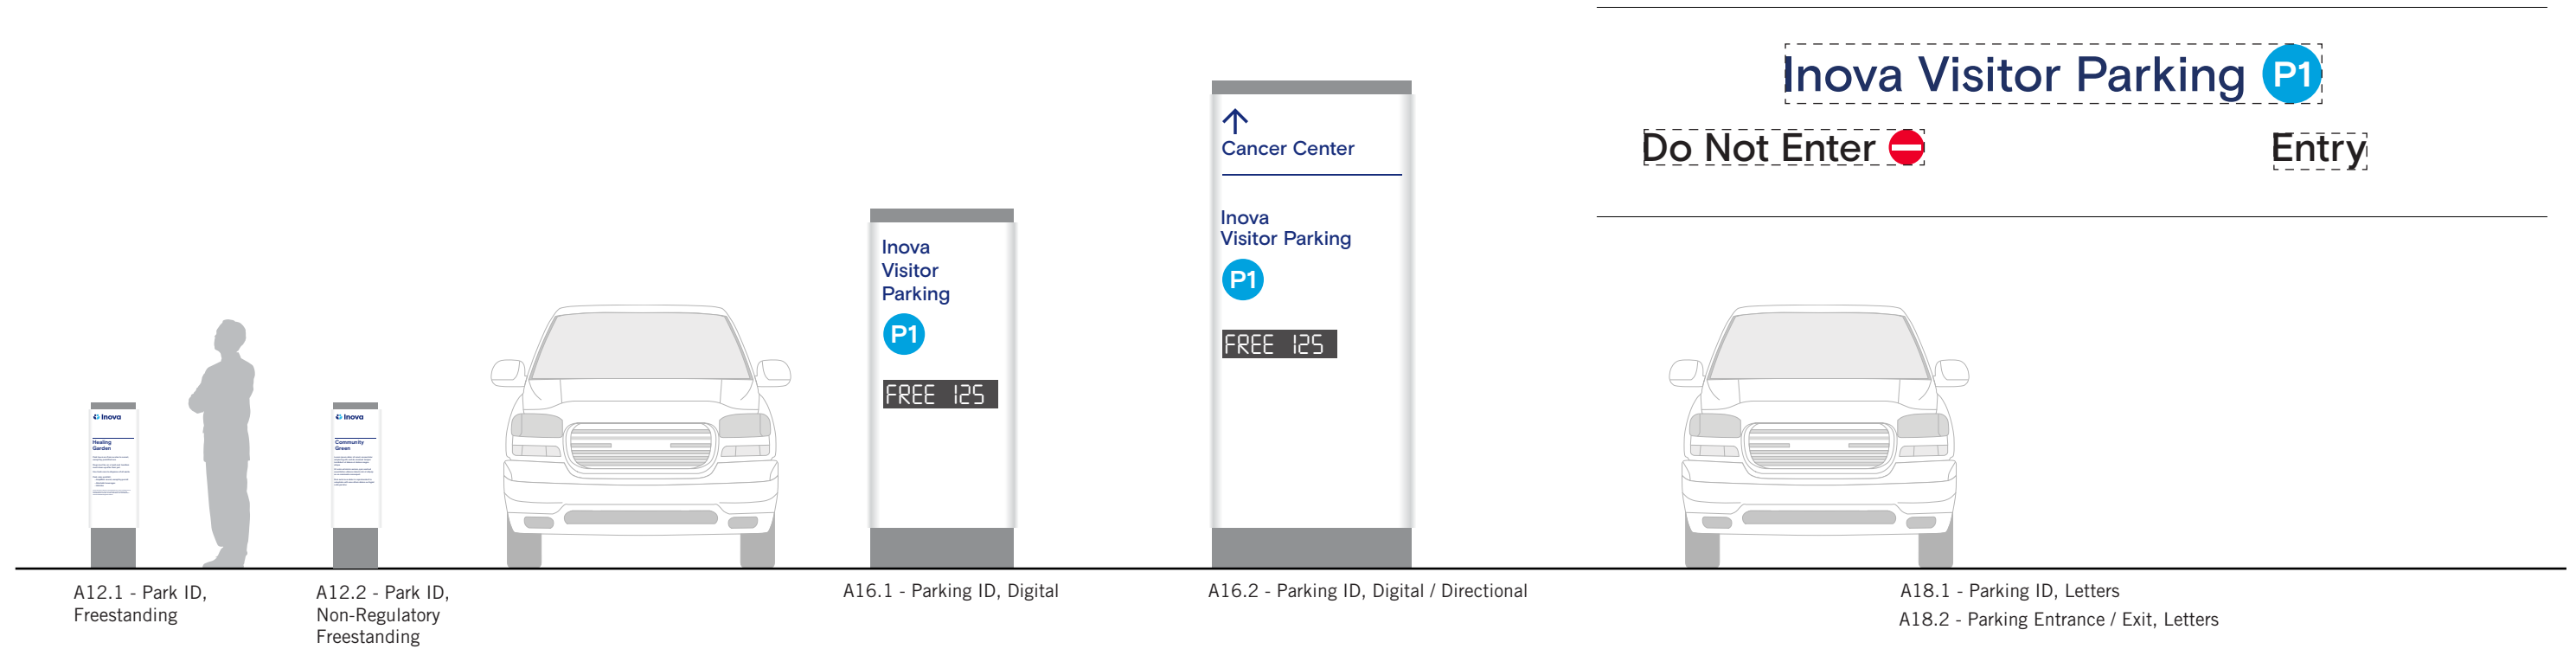 Inova Visitor Parking P1
Do Not Enter
Entry
Cancer Center
Inova
Visitor Parking
P1
FREE 125
Inova
Visitor
Parking
P1
FREE 125
Inova
Healing
Garden
Inova
Community
Green
A12.1 - Park ID,
Freestanding
A12.2 - Park ID,
Non-Regulatory
Freestanding
A16.1 - Parking ID, Digital
A16.2 - Parking ID, Digital / Directional
A18.1 - Parking ID, Letters
A18.2 - Parking Entrance / Exit, Letters